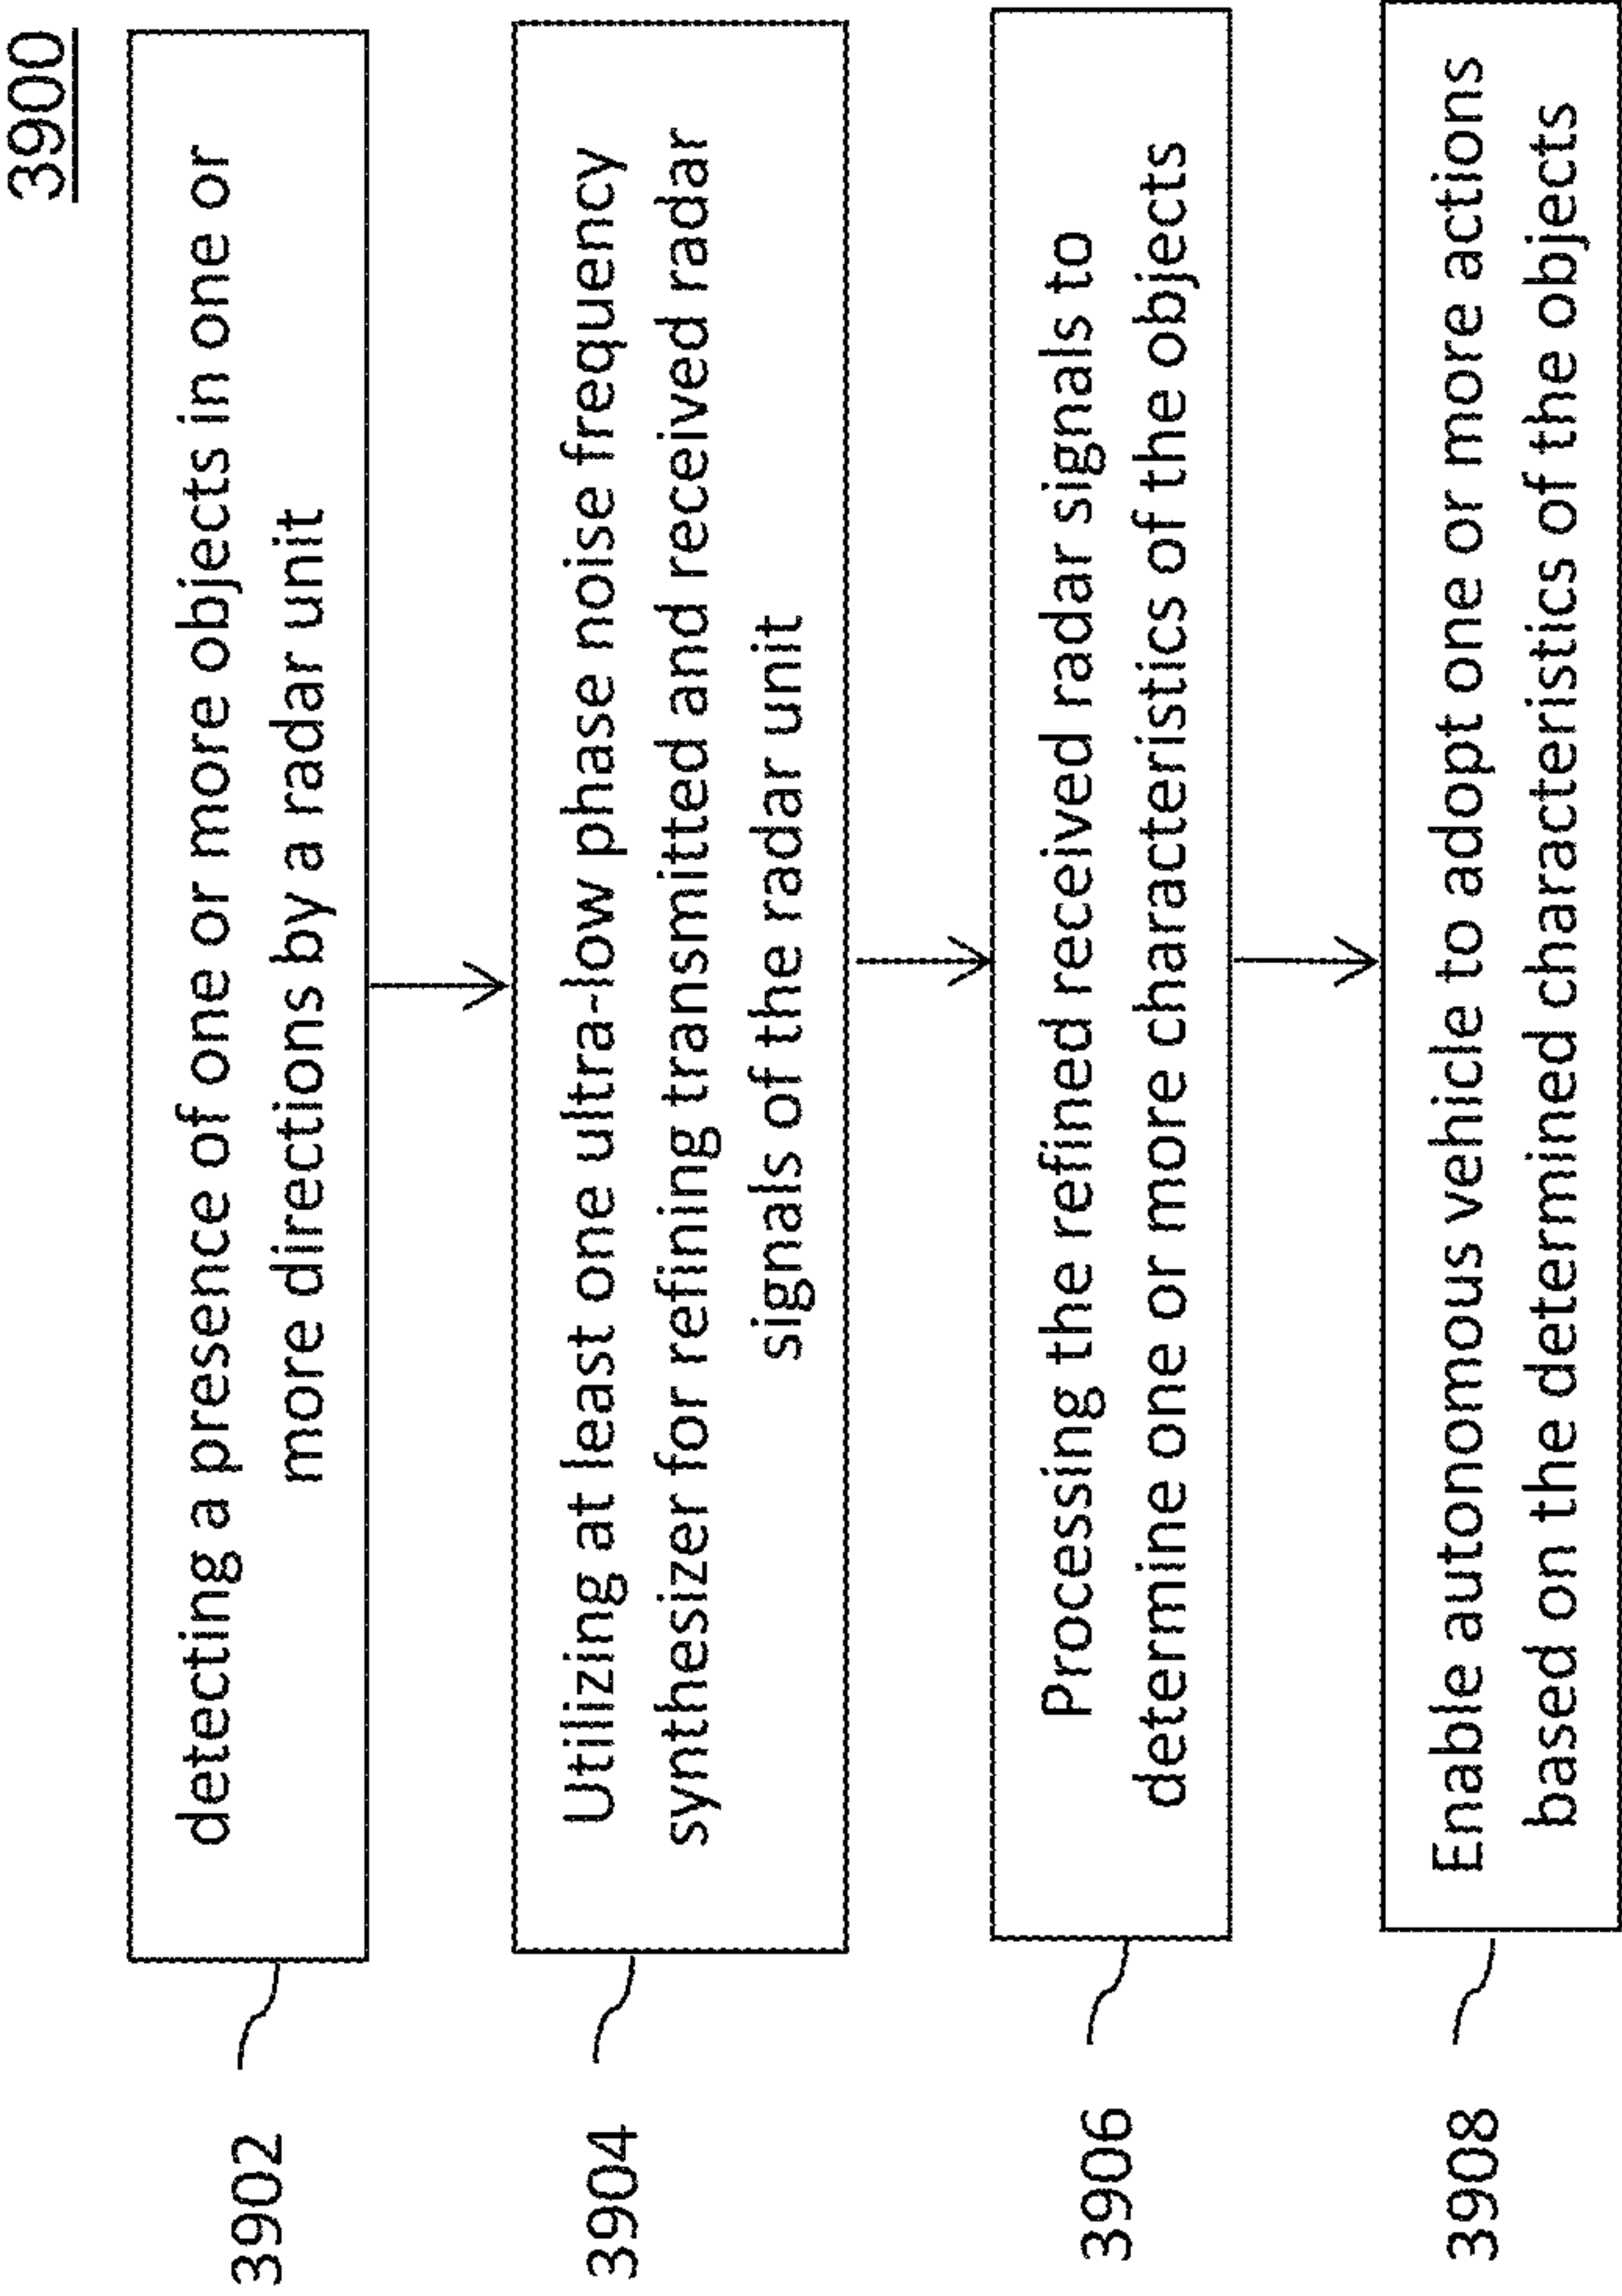 3900
3902
detecting a presence of one or more objects in one or
more directions by a radar unit
3904
Utilizing at least one ultra-low phase noise frequency
synthesizer for refining transmitted and received radar
signals of the radar unit
3906
Processing the refined received radar signals to
determine one or more characteristics of the objects
3908
Enable autonomous vehicle to adopt one or more actions
based on the determined characteristics of the objects